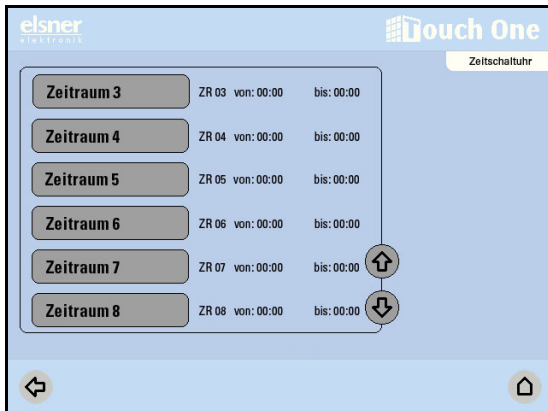 elsner
elektronik
Touch One
Zeitschaltuhr
Zeitraum 3 ZR 03 von: 00:00 bis: 00:00
Zeitraum 4 ZR 04 von: 00:00 bis: 00:00
Zeitraum 5 ZR 05 von: 00:00 bis: 00:00
Zeitraum 6 ZR 06 von: 00:00 bis: 00:00
Zeitraum 7 ZR 07 von: 00:00 bis: 00:00
Zeitraum 8 ZR 08 von: 00:00 bis: 00:00